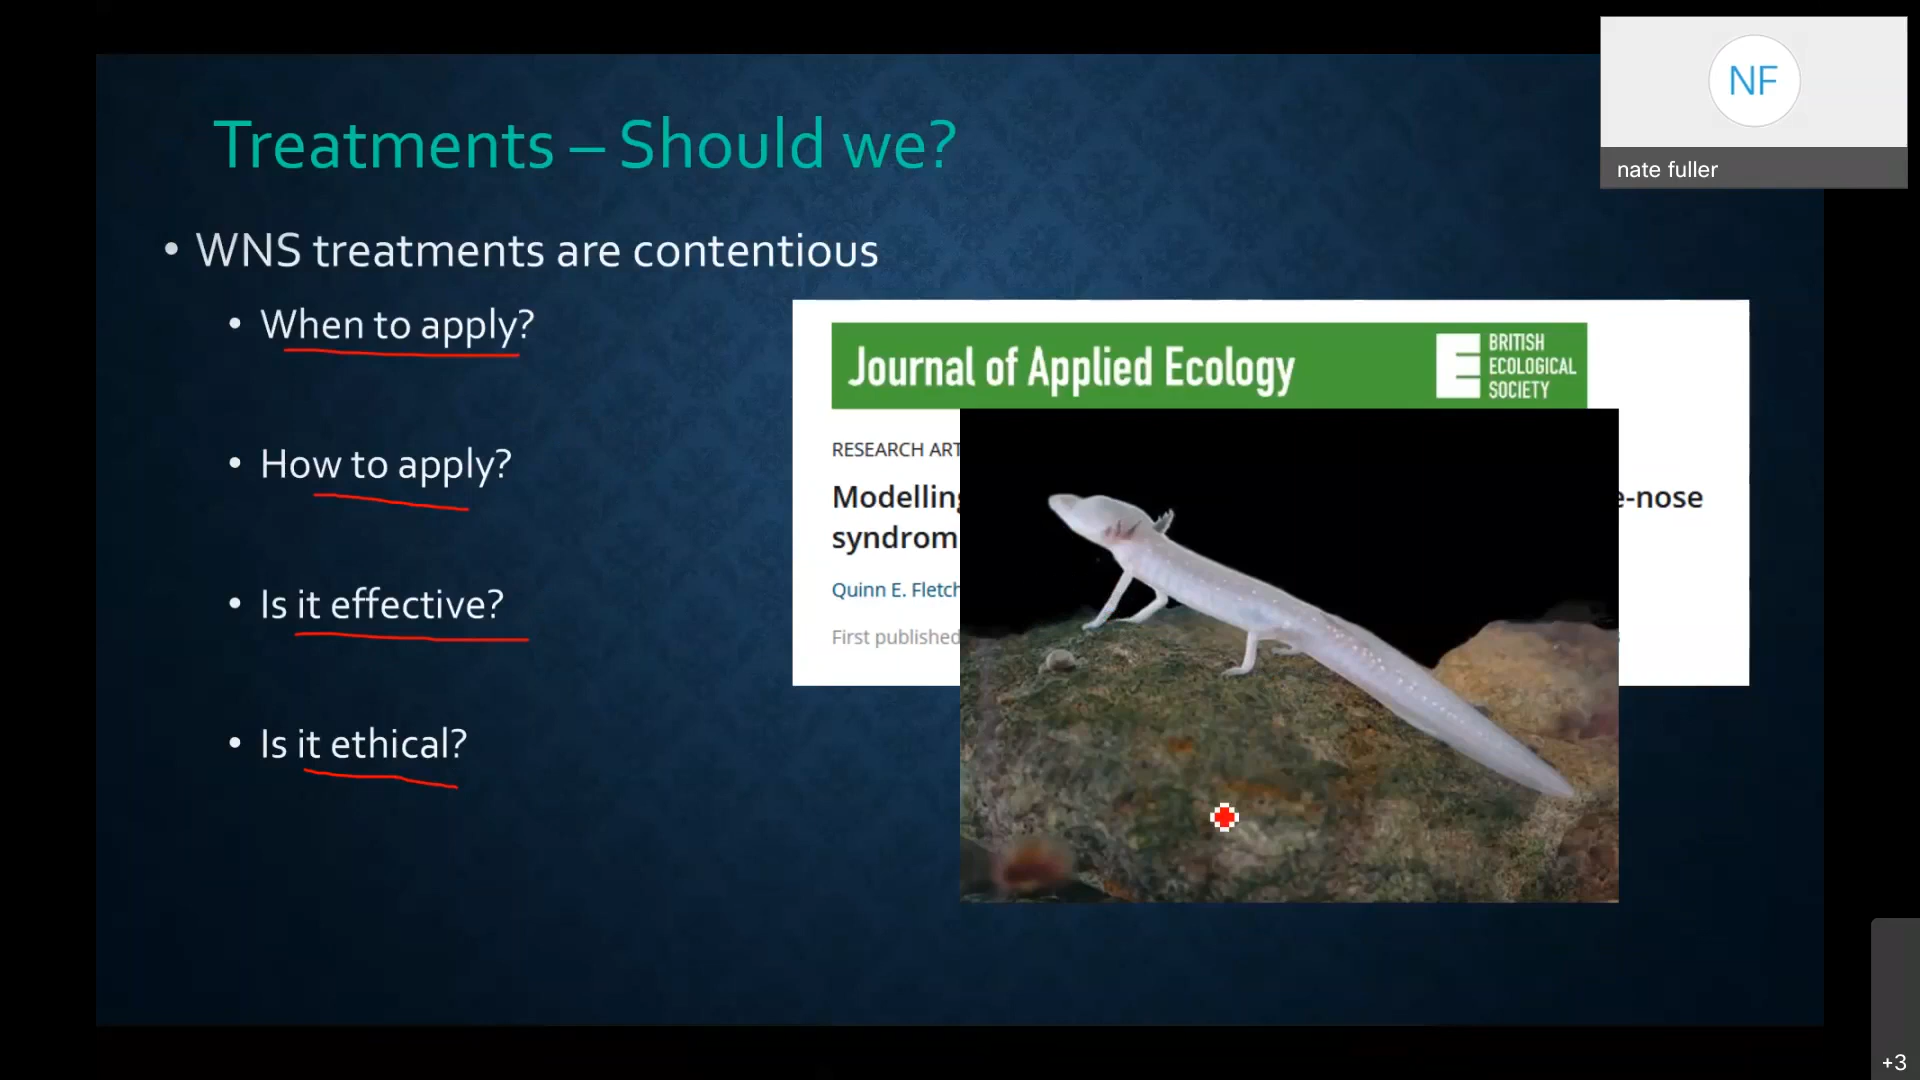 Treatments – Should we?
• WNS treatments are contentious
• When to apply?
• How to apply?
• Is it effective?
• Is it ethical?
Journal of Applied Ecology
BRITISH
ECOLOGICAL
SOCIETY
RESEARCH
Modelling
e-nose
syndrom
Quinn E. Fletch
First published
NF
nate fuller
+3